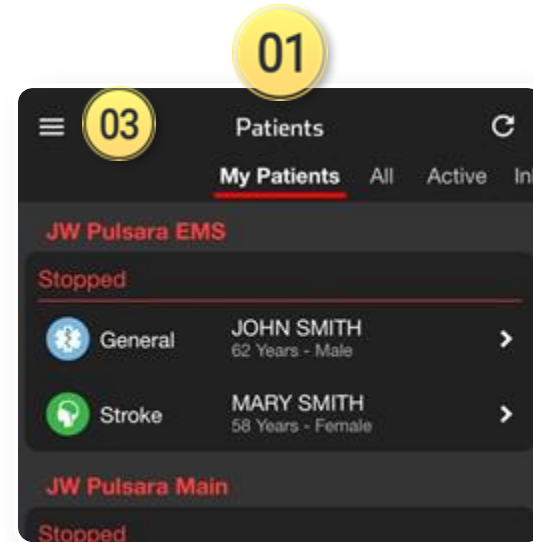 01
03
Patients
My Patients All Active In
JW Pulsara EMS
Stopped
General JOHN SMITH
62 Years - Male
Stroke MARY SMITH
58 Years - Female
JW Pulsara Main
Stopped